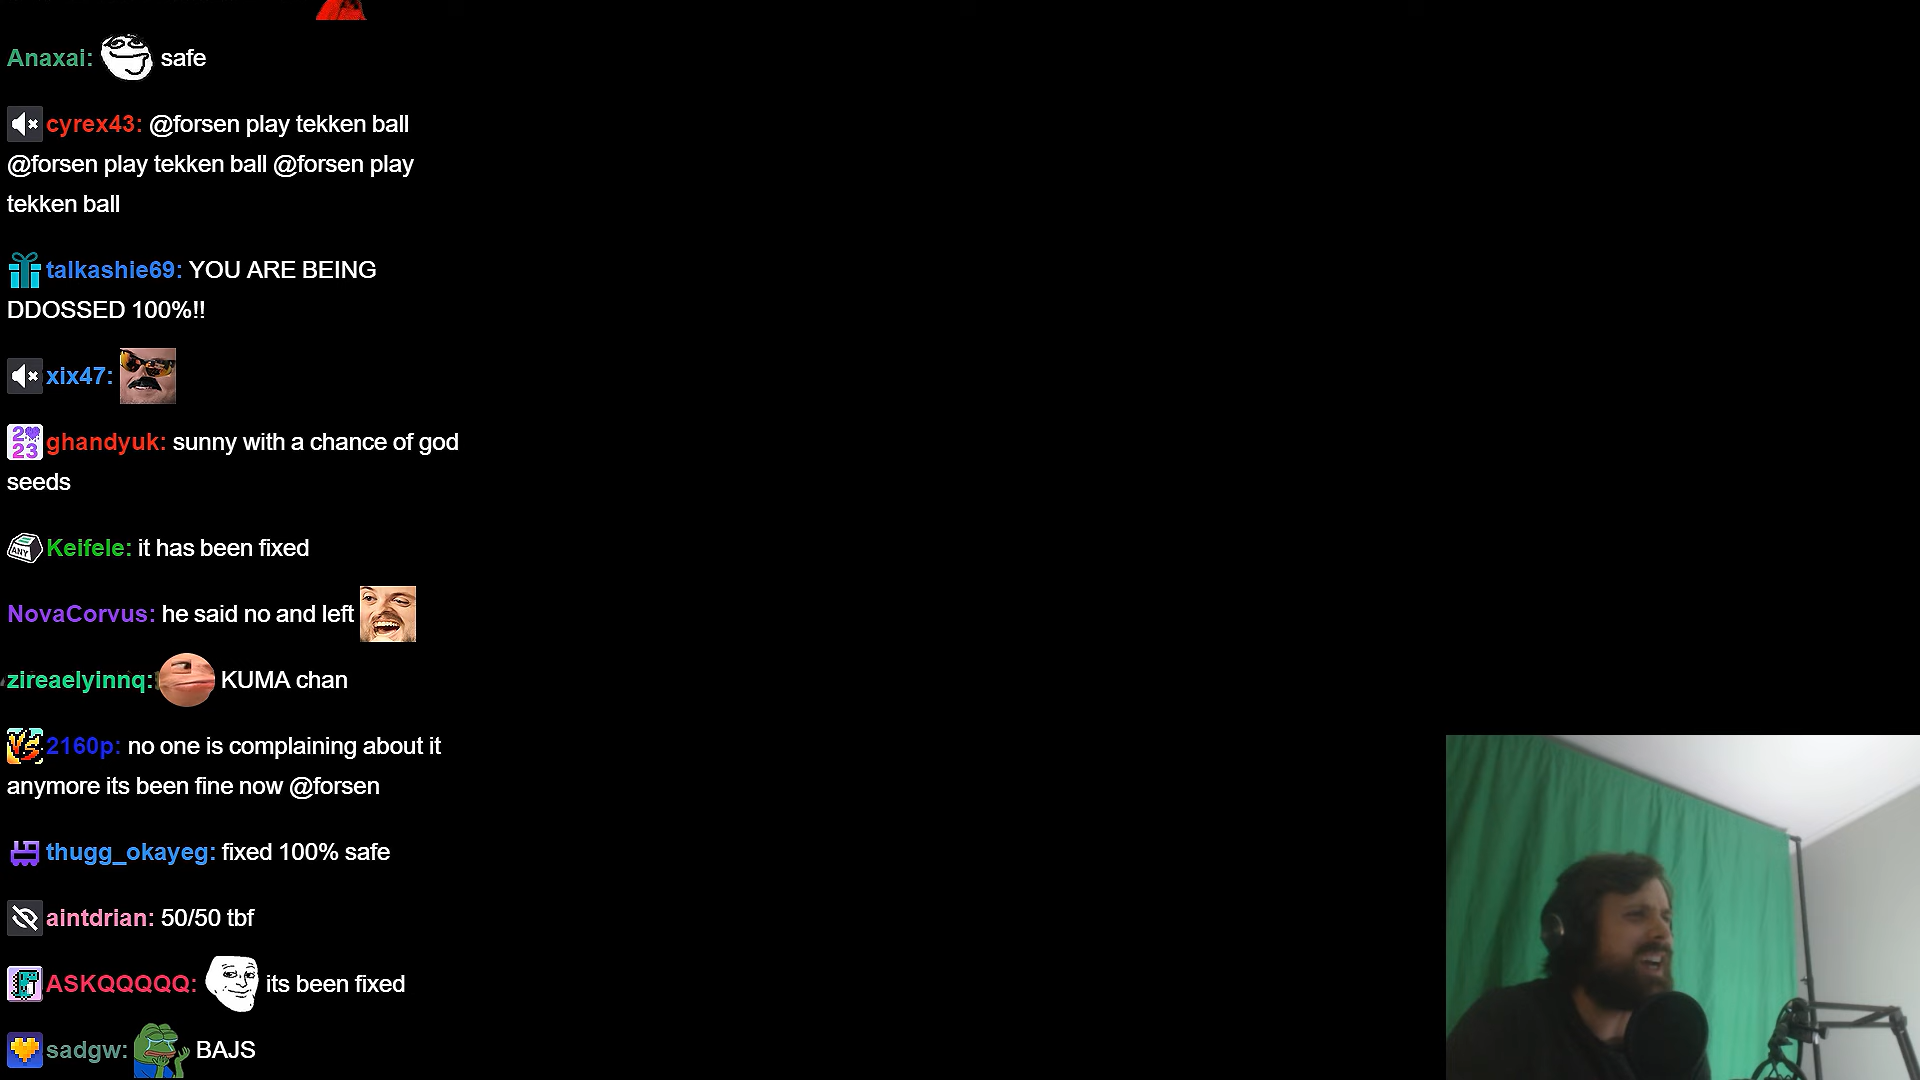 Anaxai: safe
cyrex43: @forsen play tekken ball
@forsen play tekken ball @forsen play
tekken ball
talkashie69: YOU ARE BEING
DDOSSED 100%!!
xix47:
2023 ghandyuk: sunny with a chance of god
seeds
ANY Keifele: it has been fixed
NovaCorvus: he said no and left
zireaelyinnq: KUMA chan
2160p: no one is complaining about it
anymore its been fine now @forsen
thugg_okayeg: fixed 100% safe
aintdrian: 50/50 tbf
ASKQQQQQ: its been fixed
sadgw: BAJS